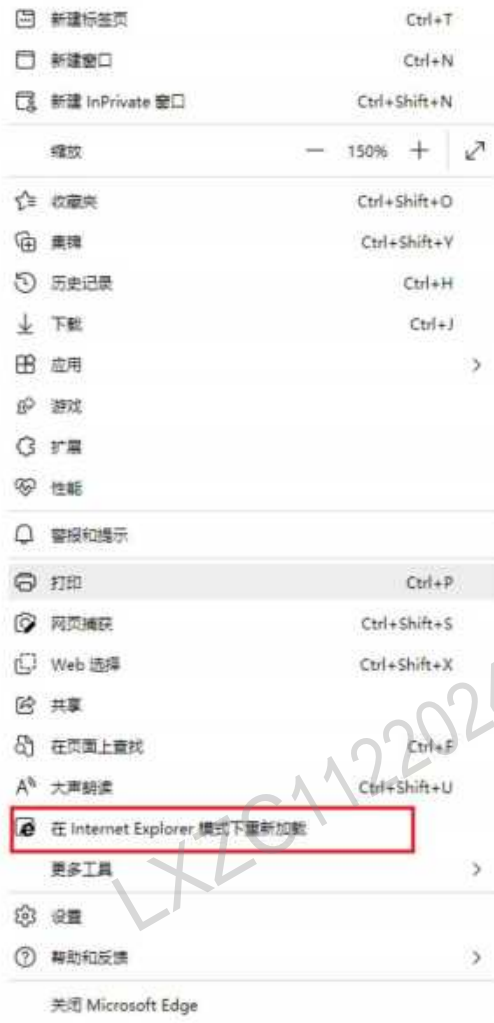 新建标签页 Ctrl+T
新建窗口 Ctrl+N
新建 InPrivate 窗口 Ctrl+Shift+N
缩放 — 150% +
收藏夹 Ctrl+Shift+O
集锦 Ctrl+Shift+Y
历史记录 Ctrl+H
下载 Ctrl+J
应用
游戏
扩展
性能
警报和提示
打印 Ctrl+P
网页捕获 Ctrl+Shift+S
Web 选择 Ctrl+Shift+X
共享
在页面上查找 Ctrl+F
大声朗读 Ctrl+Shift+U
在 Internet Explorer 模式下重新加载
更多工具
设置
帮助和反馈
关闭 Microsoft Edge
LXZC1122024